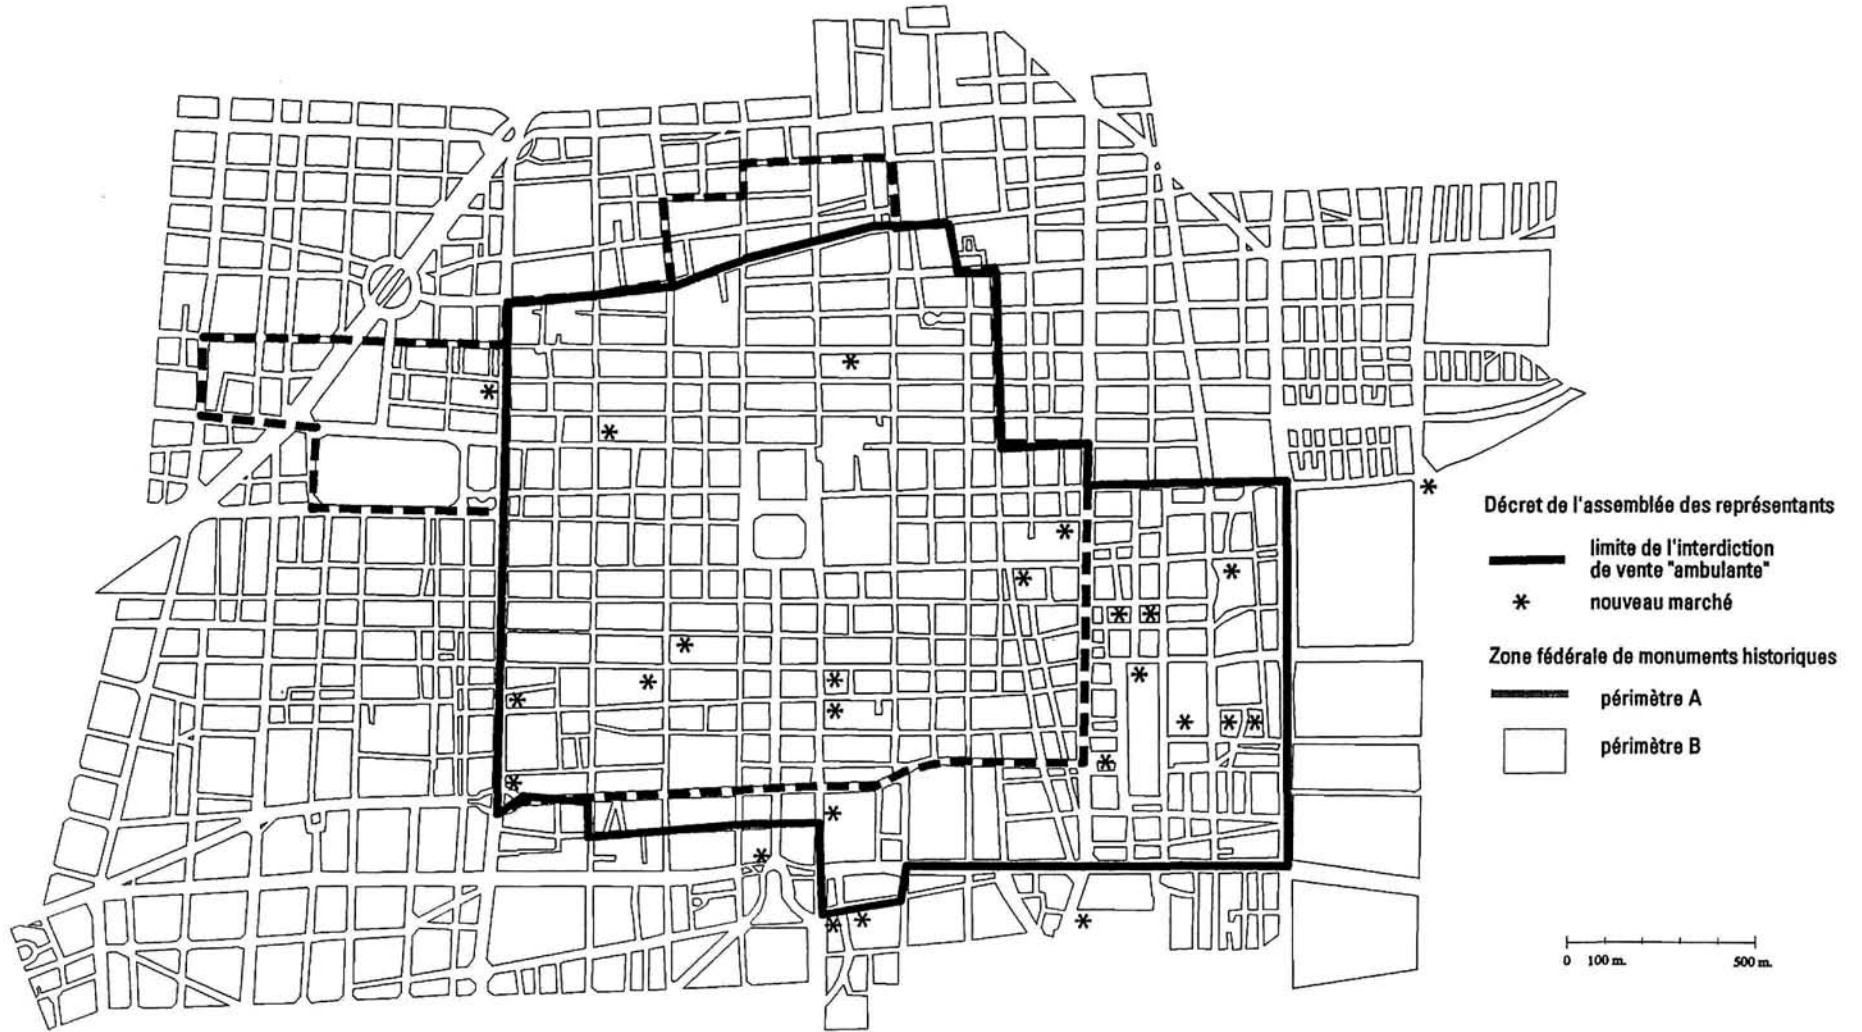 Décret de l'assemblée des représentants
limite de l'interdiction
de vente "ambulante"
nouveau marché
Zone fédérale de monuments historiques
périmètre A
périmètre B
0 100 m. 500 m.